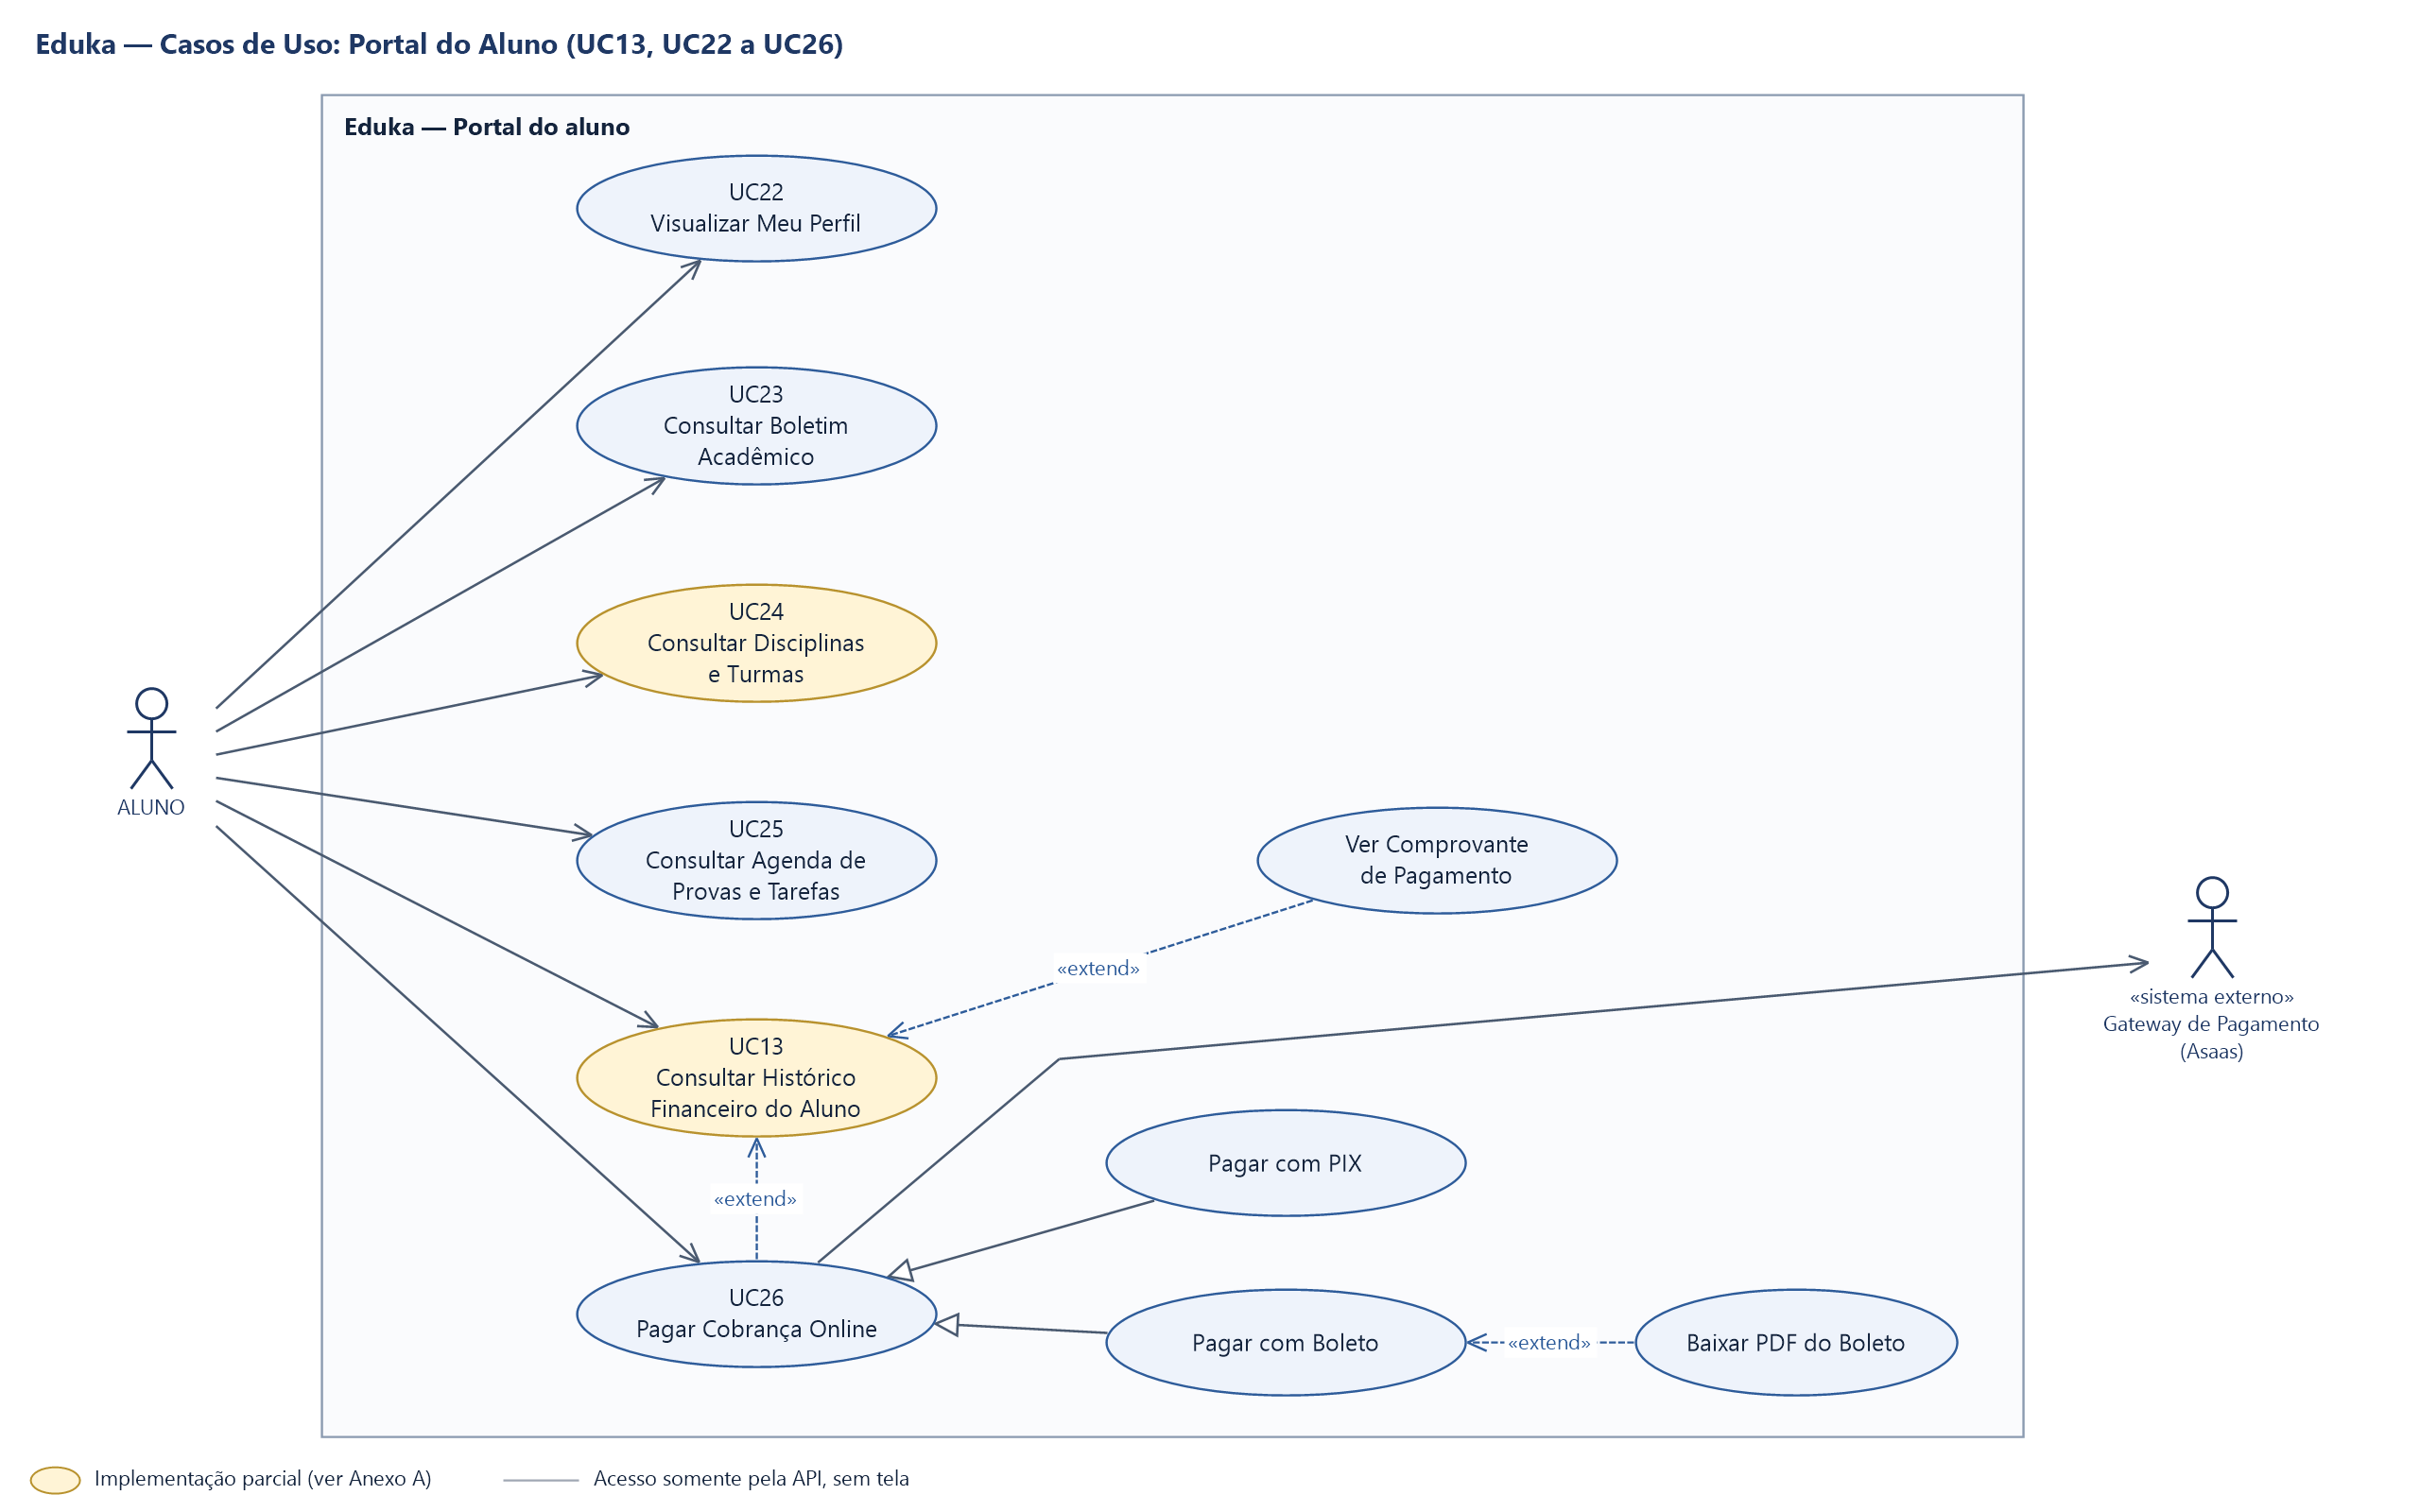 Eduka — Casos de Uso: Portal do Aluno (UC13, UC22 a UC26)
Eduka — Portal do aluno
UC22
Visualizar Meu Perfil
UC23
Consultar Boletim
Acadêmico
UC24
Consultar Disciplinas
e Turmas
ALUNO
UC25
Consultar Agenda de
Provas e Tarefas
Ver Comprovante
de Pagamento
«extend»
«sistema externo»
Gateway de Pagamento
(Asaas)
UC13
Consultar Histórico
Financeiro do Aluno
«extend»
Pagar com PIX
UC26
Pagar Cobrança Online
Pagar com Boleto
«extend»
Baixar PDF do Boleto
Implementação parcial (ver Anexo A)
Acesso somente pela API, sem tela